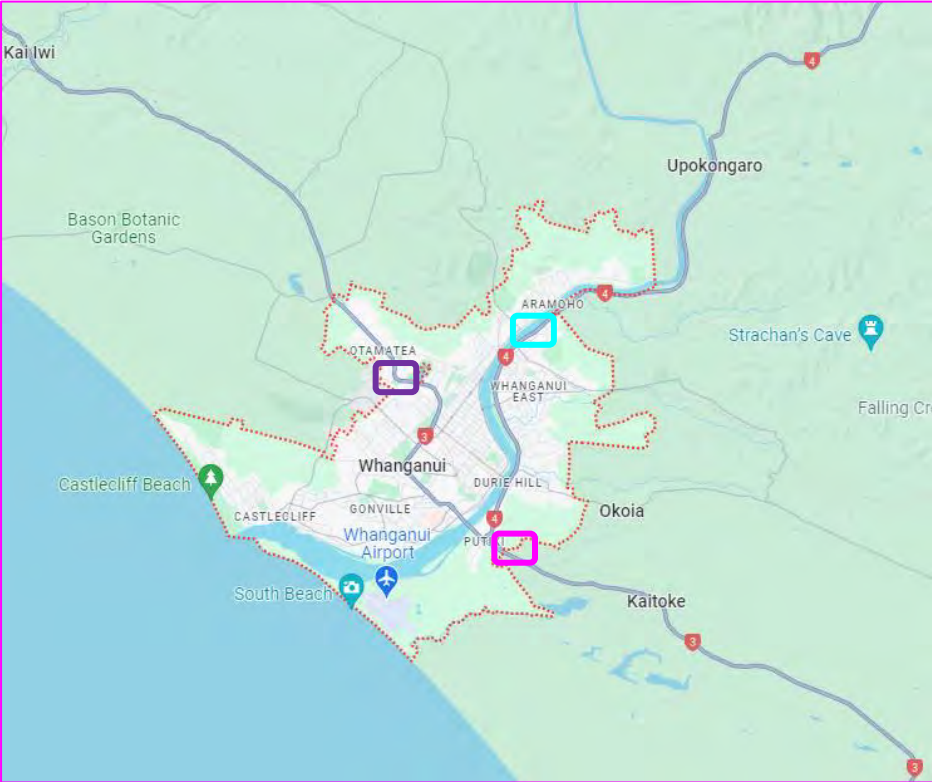 Kai Iwi
4
Upokongaro
Bason Botanic
Gardens
4
ARAMOHO
Strachan's Cave
OTAMATEA
4
WHANGANUI
EAST
Falling Cr
3
Whanganui
Castlecliff Beach
DURIE HILL
GONVILLE
Okoia
CASTLECLIFF
4
Whanganui
Airport
South Beach
Kaitoke
3
3